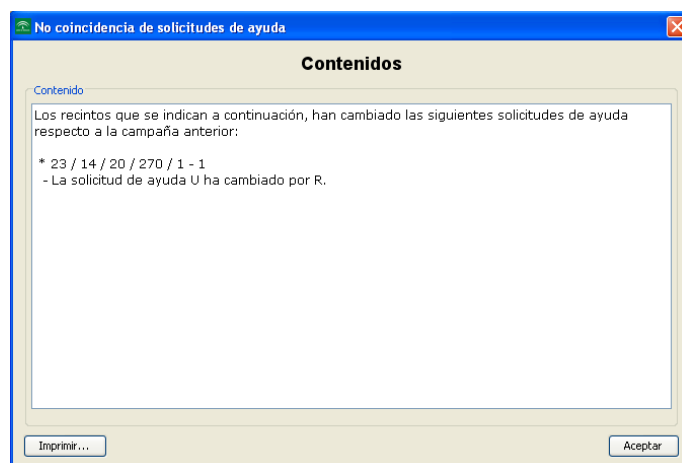 No coincidencia de solicitudes de ayuda
Contenidos
Contenido
Los recintos que se indican a continuación, han cambiado las siguientes solicitudes de ayuda
respecto a la campaña anterior:
* 23 / 14 / 20 / 270 / 1 - 1
- La solicitud de ayuda U ha cambiado por R.
Imprimir...
Aceptar